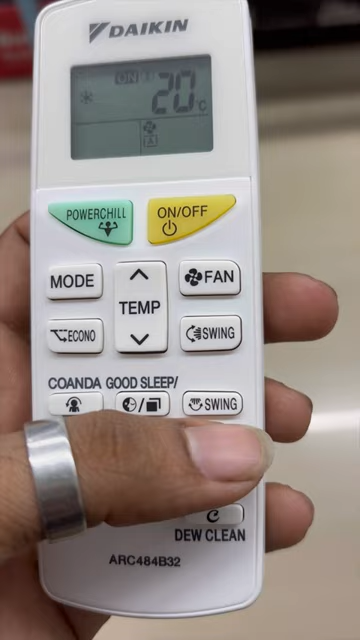 DAIKIN
ON
20°C
A
POWERCHILL
ON/OFF
MODE
TEMP
FAN
ECONO
SWING
COANDA GOOD SLEEP/
SWING
DEW CLEAN
ARC484B32